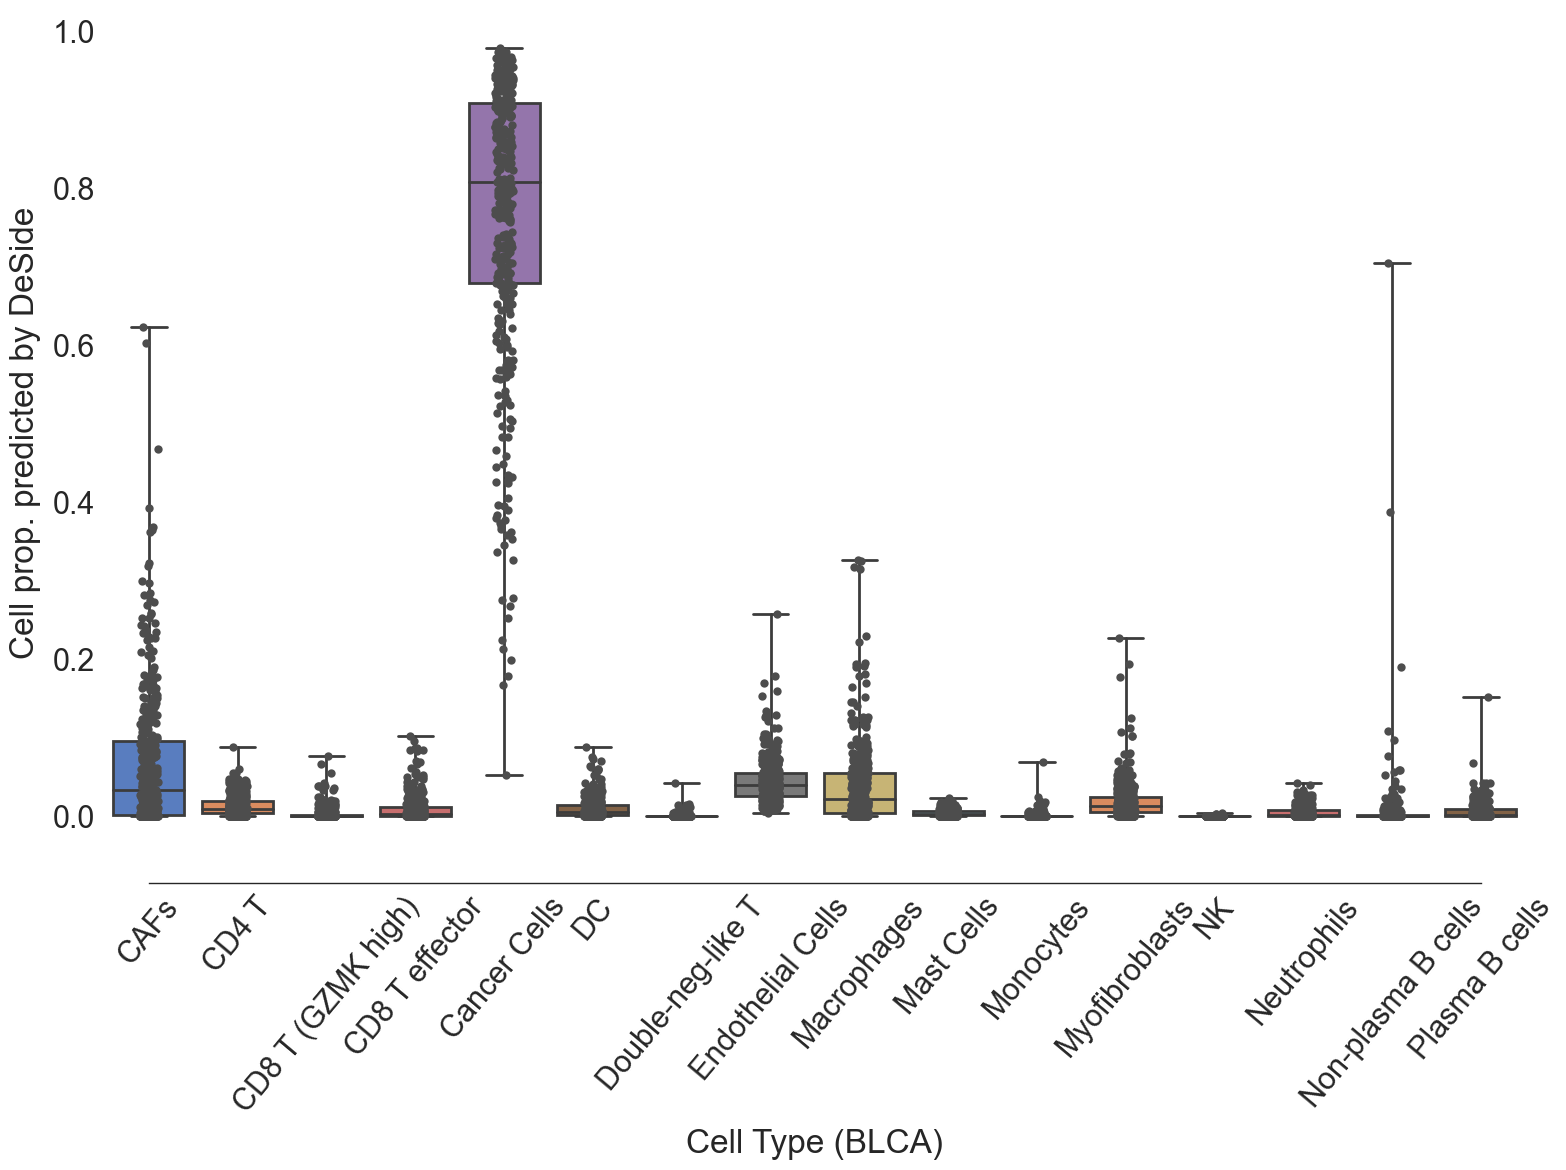 Cell prop. predicted by DeSide
1.0
0.8
0.6
0.4
0.2
0.0
CAFs
CD4 T
CD8 T (GZMK high)
CD8 T effector
Cancer Cells
DC
Double-neg-like T
Endothelial Cells
Macrophages
Mast Cells
Monocytes
Myofibroblasts
NK
Neutrophils
Non-plasma B cells
Plasma B cells
Cell Type (BLCA)